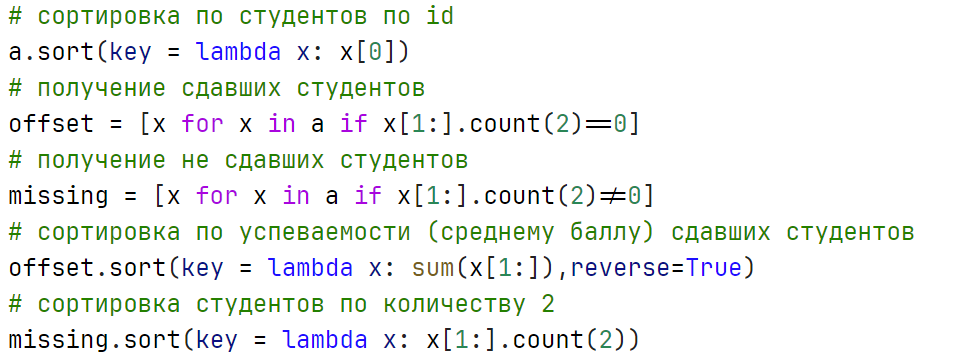 # сортировка по студентов по id
a.sort(key = lambda x: x[0])
# получение сдавших студентов
offset = [x for x in a if x[1:].count(2)==0]
# получение не сдавших студентов
missing = [x for x in a if x[1:].count(2)!=0]
# сортировка по успеваемости (среднему баллу) сдавших студентов
offset.sort(key = lambda x: sum(x[1:]),reverse=True)
# сортировка студентов по количеству 2
missing.sort(key = lambda x: x[1:].count(2))